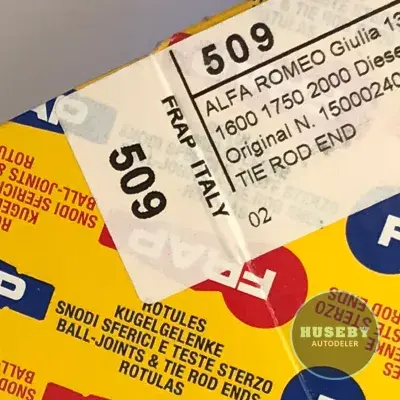 509
ALFA ROMEO Giulia 13
1600 1750 2000 Diese
Original N. 15000240
TIE ROD END
02
FRAP ITALY
509
FRAP
ROTULES
KUGELGELENKE
SNODI SFERICI E TESTE STERZO
BALL-JOINTS & TIE ROD ENDS
ROTULAS
HUSEBY
AUTODELER